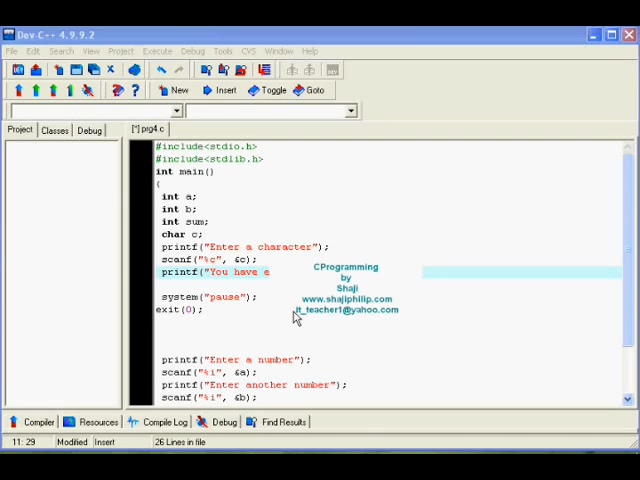 Dev-C++ 4.9.9.2
File Edit Search View Project Execute Debug Tools CVS Window Help
New Insert Toggle Goto
Project Classes Debug [*] prg4.c
#include<stdio.h>
#include<stdlib.h>
int main()
{
int a;
int b;
int sum;
char c;
printf("Enter a character");
scanf("%c", &c);
printf("You have e
CProgramming
by
Shaji
www.shajiphilip.com
it_teacher1@yahoo.com
system("pause");
exit(0);
printf("Enter a number");
scanf("%i", &a);
printf("Enter another number");
scanf("%i", &b);
Compiler Resources Compile Log Debug Find Results
11: 29 Modified Insert 26 Lines in file